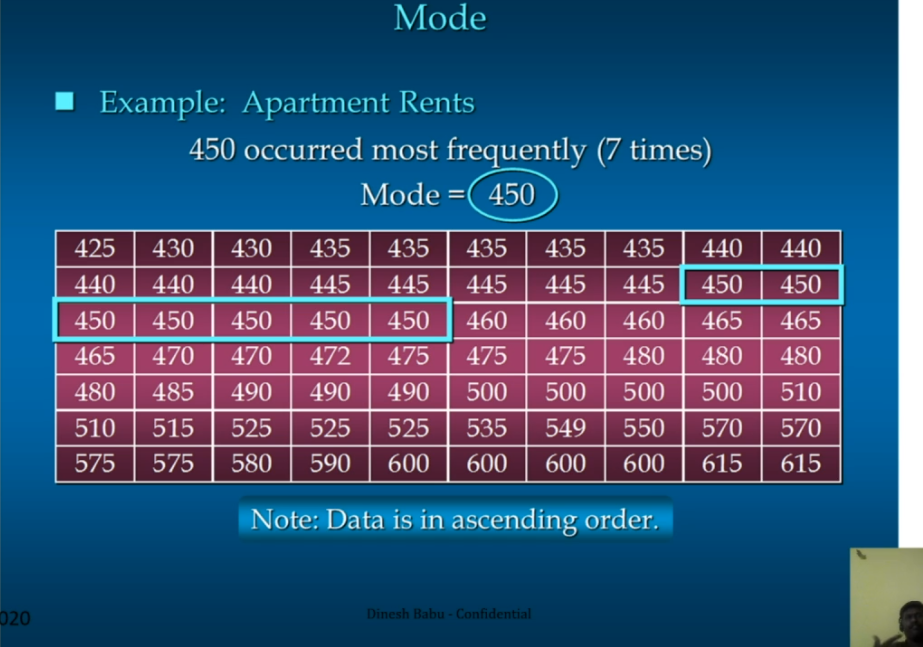 Mode
Example: Apartment Rents
450 occurred most frequently (7 times)
Mode = 450
425 430 430 435 435 435 435 435 440 440
440 440 440 445 445 445 445 445 450 450
450 450 450 450 450 460 460 460 465 465
465 470 470 472 475 475 475 480 480 480
480 485 490 490 490 500 500 500 500 510
510 515 525 525 525 535 549 550 570 570
575 575 580 590 600 600 600 600 615 615
Note: Data is in ascending order.
020
Dinesh Babu - Confidential